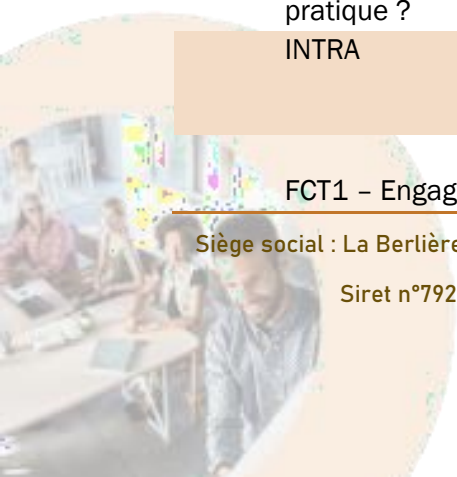 pratique ?
INTRA
FCT1 – Engag
Siège social : La Berlière
Siret n°792